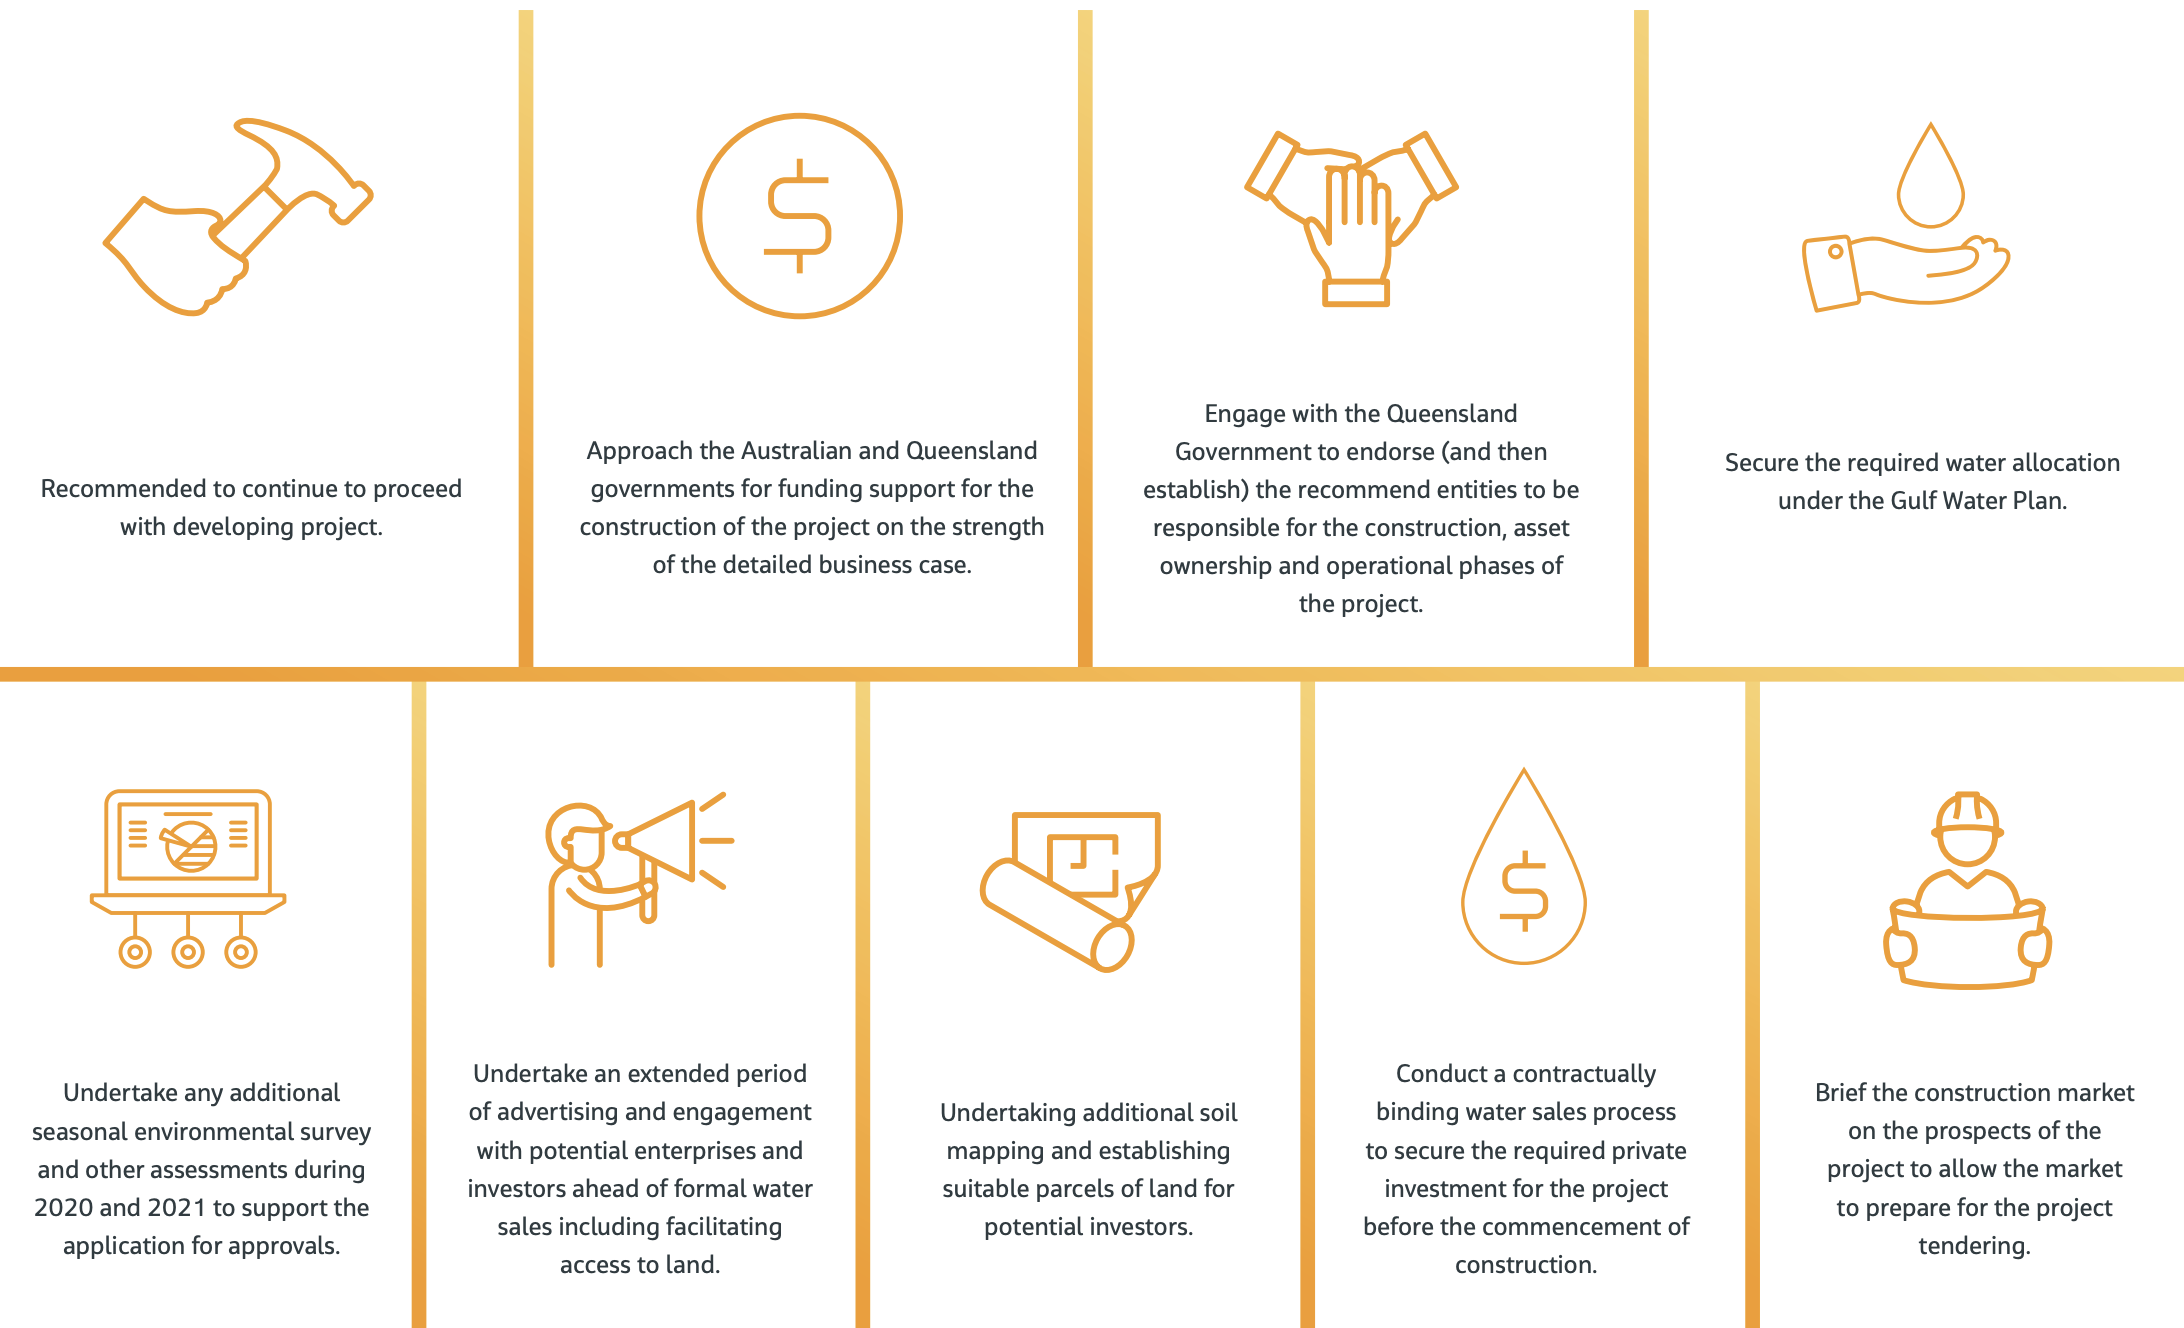 Recommended to continue to proceed
with developing project.
Approach the Australian and Queensland
governments for funding support for the
construction of the project on the strength
of the detailed business case.
Engage with the Queensland
Government to endorse (and then
establish) the recommend entities to be
responsible for the construction, asset
ownership and operational phases of
the project.
Secure the required water allocation
under the Gulf Water Plan.
Undertake any additional
seasonal environmental survey
and other assessments during
2020 and 2021 to support the
application for approvals.
Undertake an extended period
of advertising and engagement
with potential enterprises and
investors ahead of formal water
sales including facilitating
access to land.
Undertaking additional soil
mapping and establishing
suitable parcels of land for
potential investors.
Conduct a contractually
binding water sales process
to secure the required private
investment for the project
before the commencement of
construction.
Brief the construction market
on the prospects of the
project to allow the market
to prepare for the project
tendering.